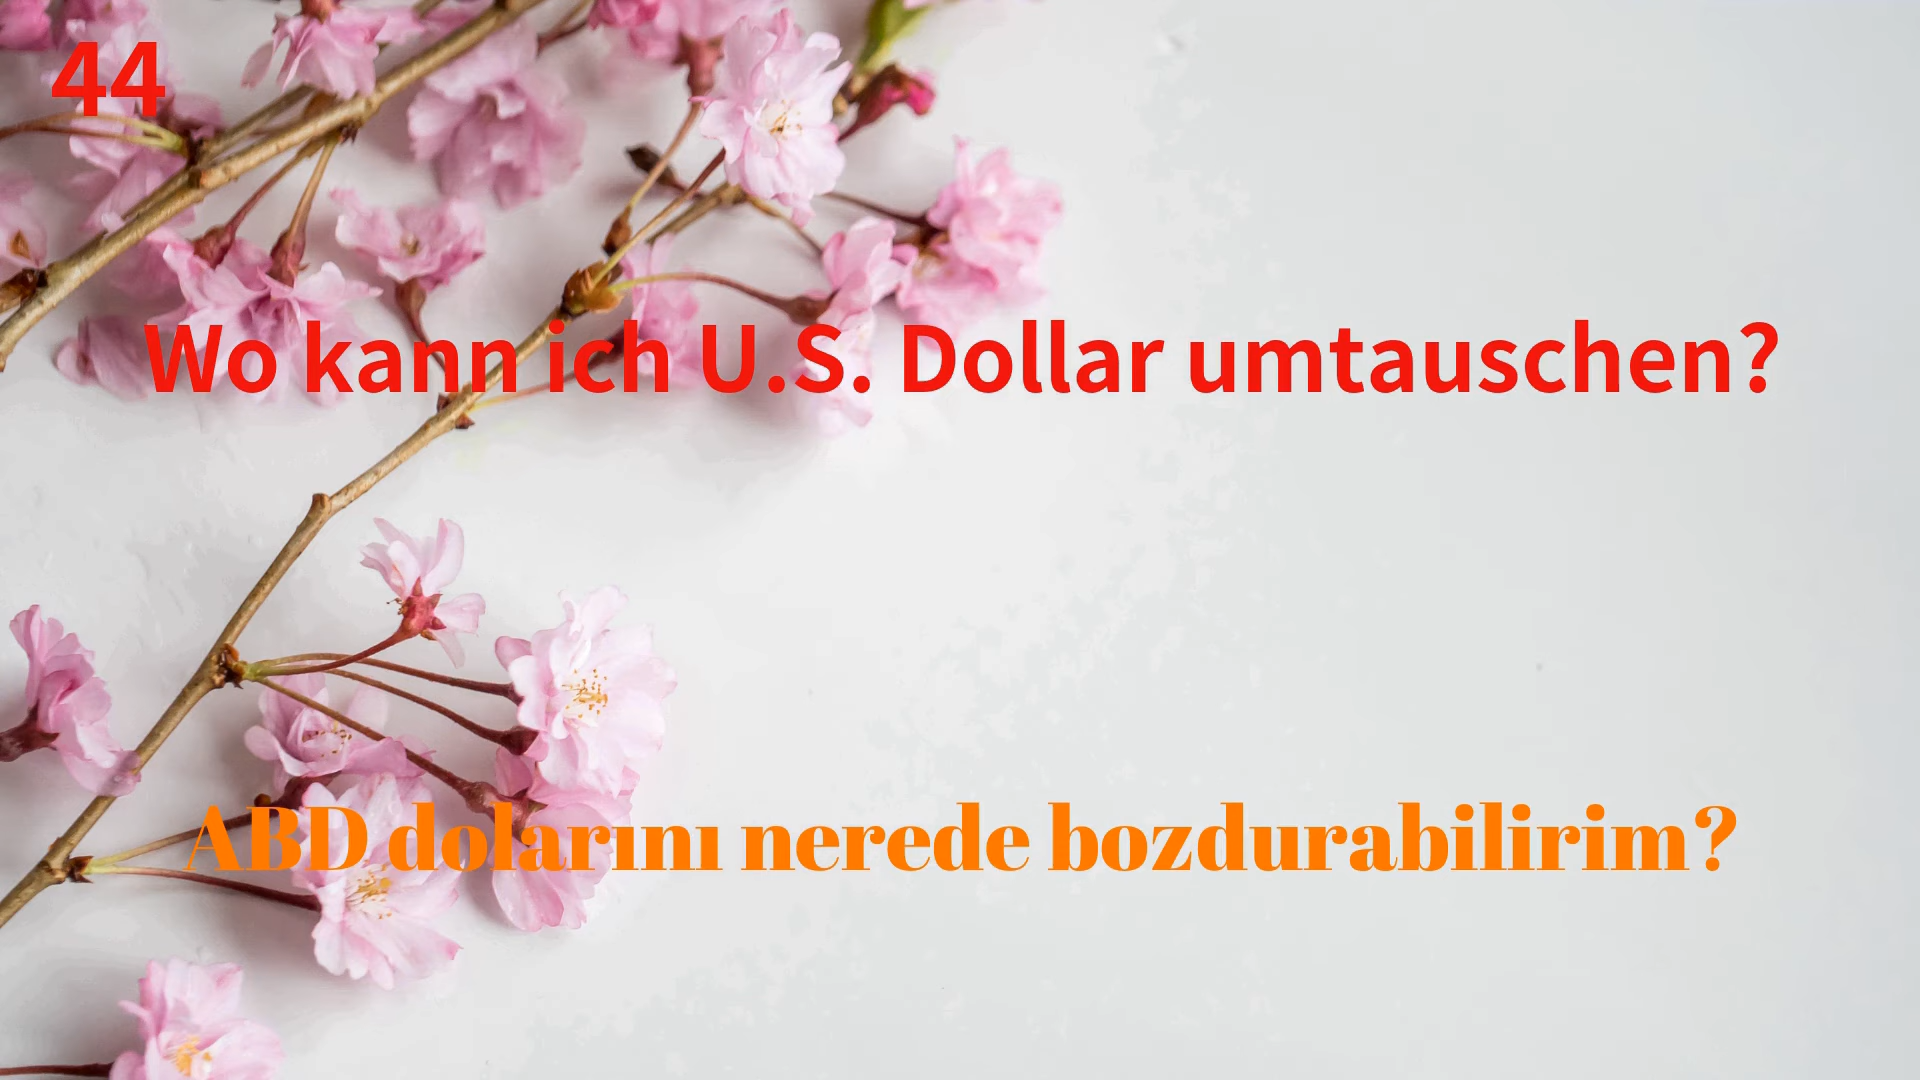 44
Wo kann ich U.S. Dollar umtauschen?
ABD dolarını nerede bozdurabilirim?